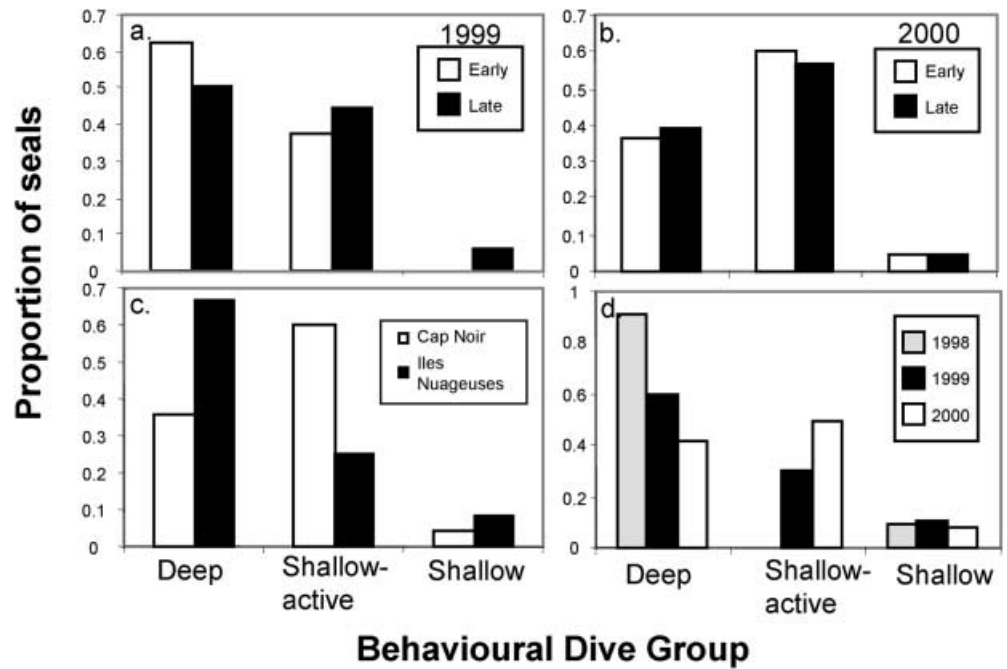 Proportion of seals
a.
1999
Early
Late
0.7
0.6
0.5
0.4
0.3
0.2
0.1
0
b.
2000
Early
Late
0.7
0.6
0.5
0.4
0.3
0.2
0.1
0
c.
Cap Noir
Iles
Nuageuses
0.7
0.6
0.5
0.4
0.3
0.2
0.1
0
Deep
Shallow-
active
Shallow
d
1998
1999
2000
1
0.8
0.6
0.4
0.2
0
Deep
Shallow-
active
Shallow
Behavioural Dive Group